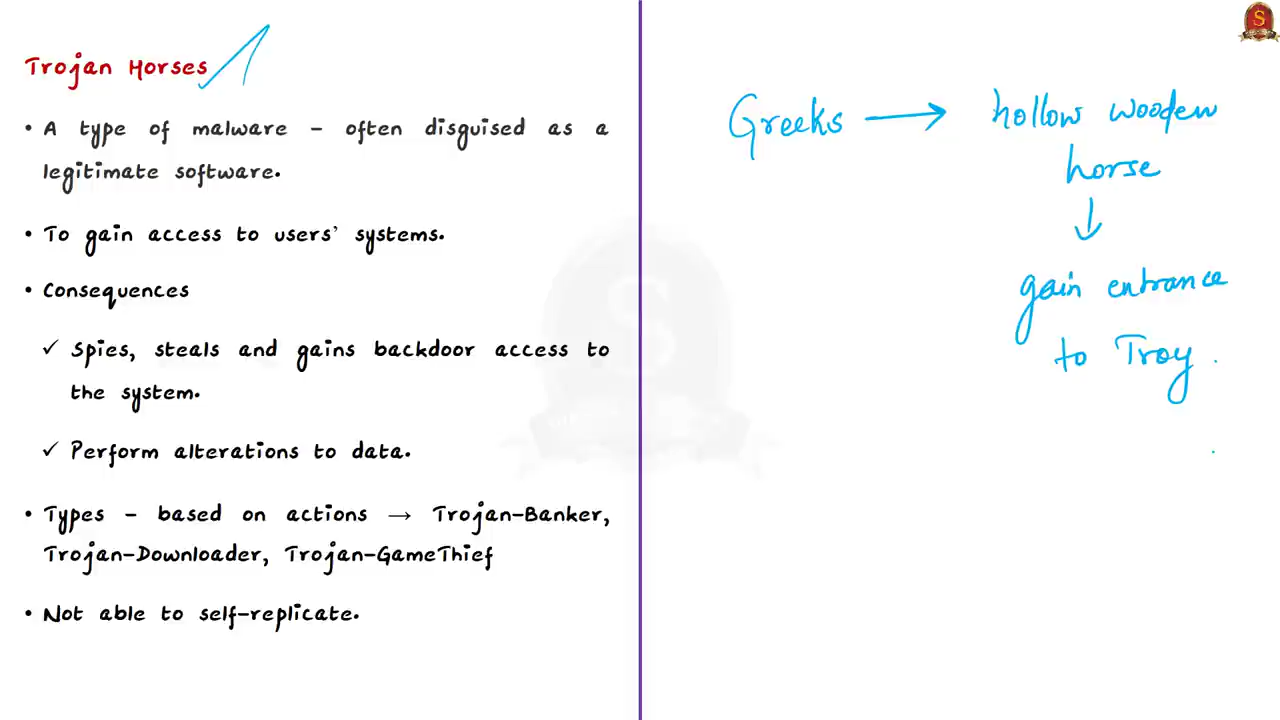 Trojan Horses
• A type of malware – often disguised as a
legitimate software.
• To gain access to users' systems.
• Consequences
✓ Spies, steals and gains backdoor access to
the system.
✓ Perform alterations to data.
• Types – based on actions → Trojan-Banker,
Trojan-Downloader, Trojan-GameThief
• Not able to self-replicate.
Greeks → hollow wooden
horse
↓
gain entrance
to Troy.